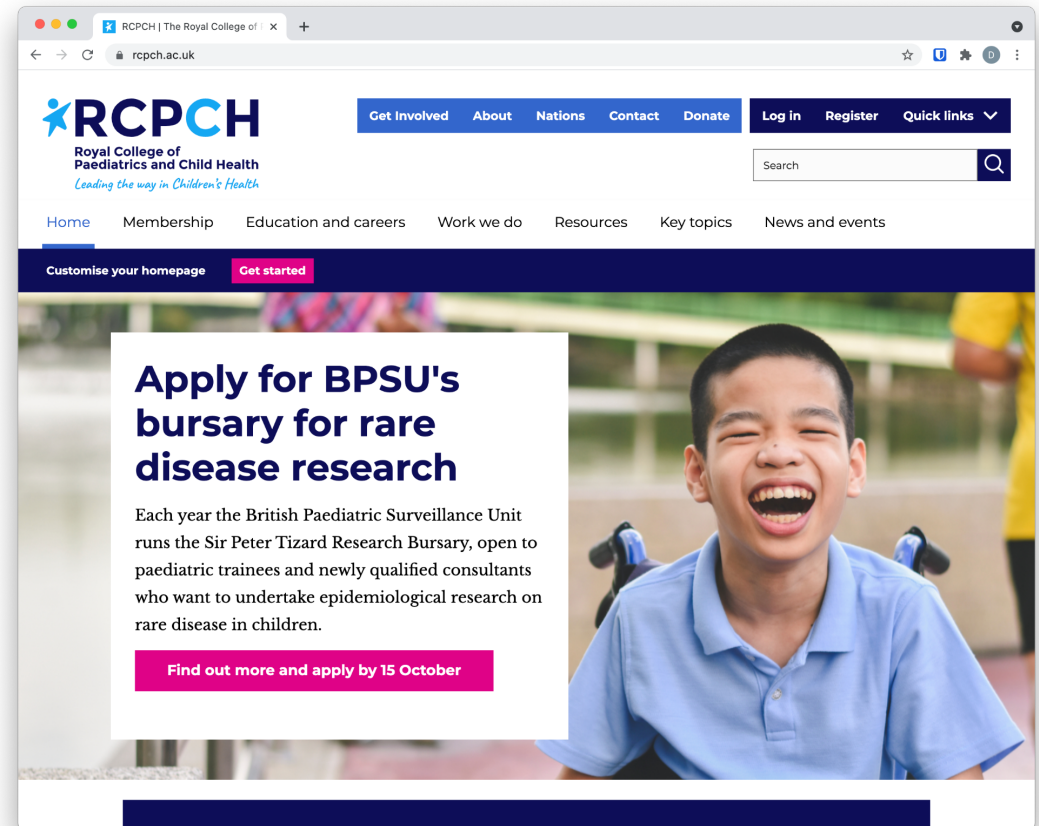 RCPCH | The Royal College of
rcpch.ac.uk
D
RCPCH
Royal College of
Paediatrics and Child Health
Leading the way in Children's Health
Get Involved About Nations Contact Donate
Log in Register Quick links
Search
Home Membership Education and careers Work we do Resources Key topics News and events
Customise your homepage Get started
Apply for BPSU's
bursary for rare
disease research
Each year the British Paediatric Surveillance Unit
runs the Sir Peter Tizard Research Bursary, open to
paediatric trainees and newly qualified consultants
who want to undertake epidemiological research on
rare disease in children.
Find out more and apply by 15 October